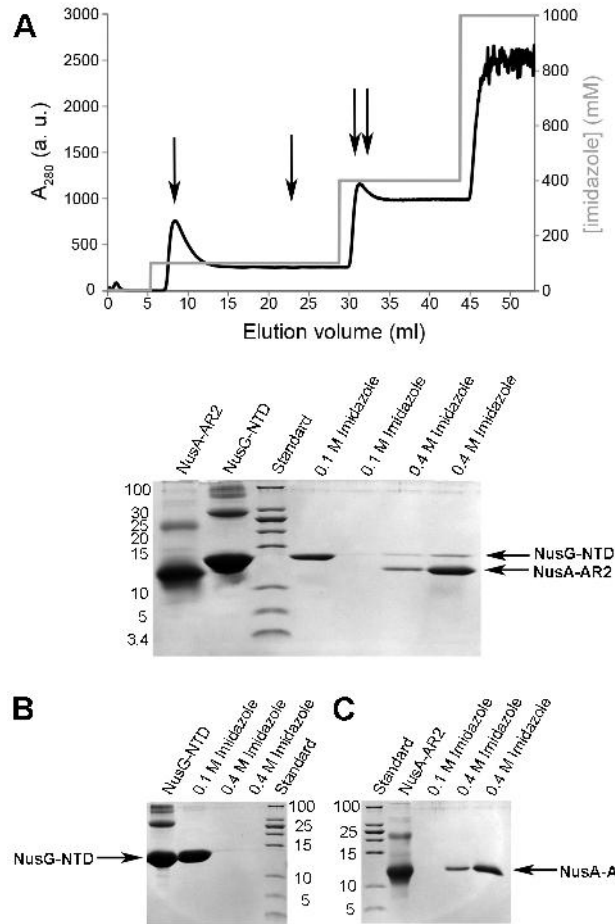 A
3000
2500
2000
1500
1000
500
0
A280 (a. u.)
1000
800
600
400
200
0
[imidazole] (mM)
0 5 10 15 20 25 30 35 40 45 50
Elution volume (ml)
NusA-AR2
NusG-NTD
Standard
0.1 M Imidazole
0.1 M Imidazole
0.4 M Imidazole
0.4 M Imidazole
100
30
25
20
15
10
5
3.4
NusG-NTD
NusA-AR2
B
NusG-NTD
0.1 M Imidazole
0.4 M Imidazole
0.4 M Imidazole
Standard
NusG-NTD
100
25
15
10
5
C
Standard
NusA-AR2
0.1 M Imidazole
0.4 M Imidazole
0.4 M Imidazole
100
25
15
10
5
NusA-A